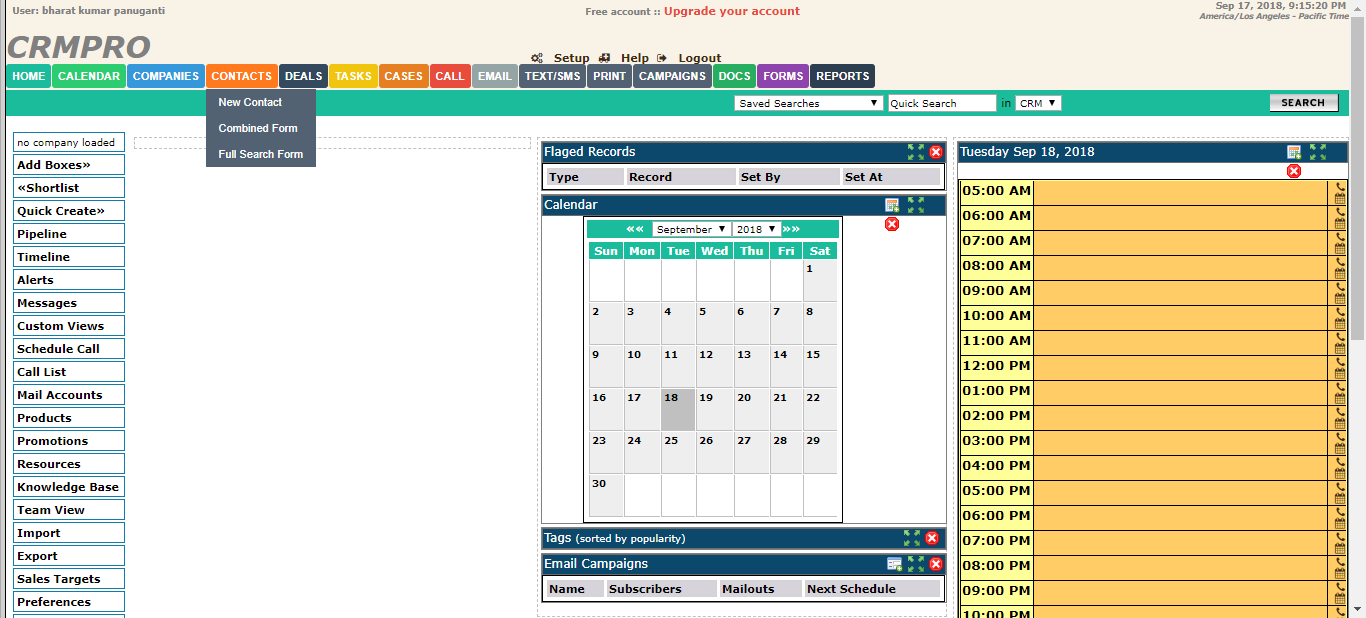 User: bharat kumar panuganti
Free account :: Upgrade your account
Sep 17, 2018, 9:15:20 PM
America/Los Angeles - Pacific Time
CRMPRO
Setup Help Logout
HOME CALENDAR COMPANIES CONTACTS DEALS TASKS CASES CALL EMAIL TEXT/SMS PRINT CAMPAIGNS DOCS FORMS REPORTS
New Contact
Combined Form
Full Search Form
Saved Searches Quick Search in CRM SEARCH
no company loaded
Add Boxes»
«Shortlist
Quick Create»
Pipeline
Timeline
Alerts
Messages
Custom Views
Schedule Call
Call List
Mail Accounts
Products
Promotions
Resources
Knowledge Base
Team View
Import
Export
Sales Targets
Preferences
Flaged Records
Type Record Set By Set At
Calendar
«« September 2018 »»
Sun Mon Tue Wed Thu Fri Sat
1
2 3 4 5 6 7 8
9 10 11 12 13 14 15
16 17 18 19 20 21 22
23 24 25 26 27 28 29
30
Tags (sorted by popularity)
Email Campaigns
Name Subscribers Mailouts Next Schedule
Tuesday Sep 18, 2018
05:00 AM
06:00 AM
07:00 AM
08:00 AM
09:00 AM
10:00 AM
11:00 AM
12:00 PM
01:00 PM
02:00 PM
03:00 PM
04:00 PM
05:00 PM
06:00 PM
07:00 PM
08:00 PM
09:00 PM
10:00 PM